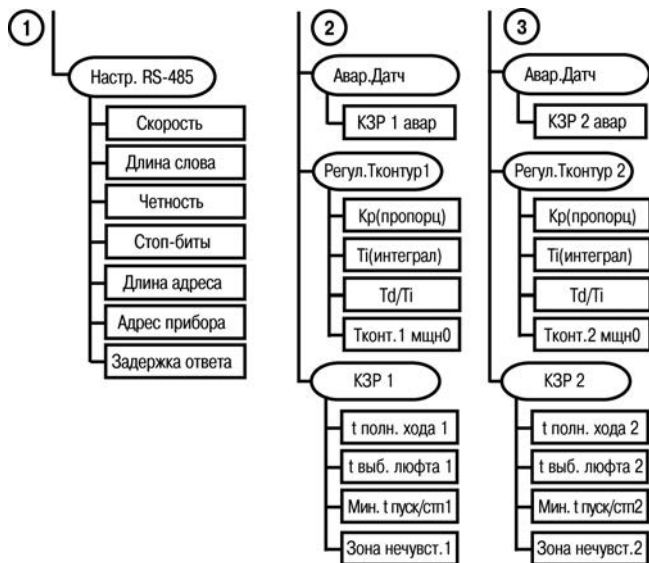 1
Настр. RS-485
Скорость
Длина слова
Четность
Стоп-биты
Длина адреса
Адрес прибора
Задержка ответа
2
Авар.Датч
КЗР 1 авар
Регул.Тконтур1
Кр(пропорц)
Ti(интеграл)
Td/Ti
Тконт.1 мщн0
КЗР 1
t полн. хода 1
t выб. люфта 1
Мин. t пуск/стп1
Зона нечувст.1
3
Авар.Датч
КЗР 2 авар
Регул.Тконтур 2
Кр(пропорц)
Ti(интеграл)
Td/Ti
Тконт.2 мщн0
КЗР 2
t полн. хода 2
t выб. люфта 2
Мин. t пуск/стп2
Зона нечувст.2